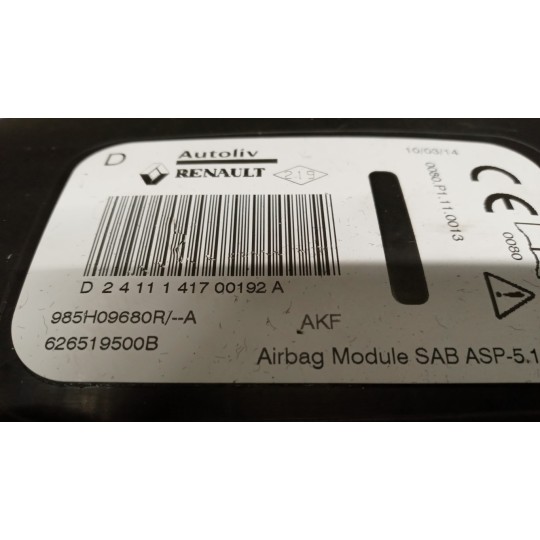 D
Autoliv
RENAULT
219
10/03/14
0080.P1.11.0013
CE
0080
D 2 4 11 1 417 00192 A
985H09680R/--A
626519500B
AKF
Airbag Module SAB ASP-5.1